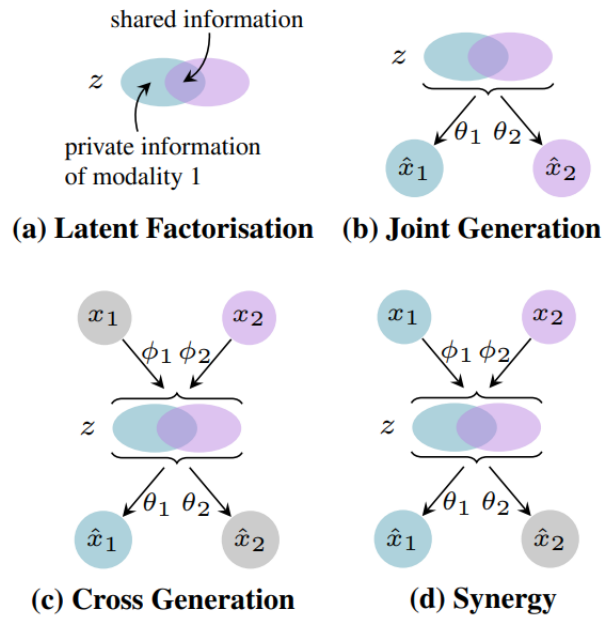 shared information
z
private information
of modality 1
(a) Latent Factorisation
z
θ₁ θ₂
x̂₁ x̂₂
(b) Joint Generation
x₁ x₂
ϕ₁ ϕ₂
z
θ₁ θ₂
x̂₁ x̂₂
(c) Cross Generation
x₁ x₂
ϕ₁ ϕ₂
z
θ₁ θ₂
x̂₁ x̂₂
(d) Synergy